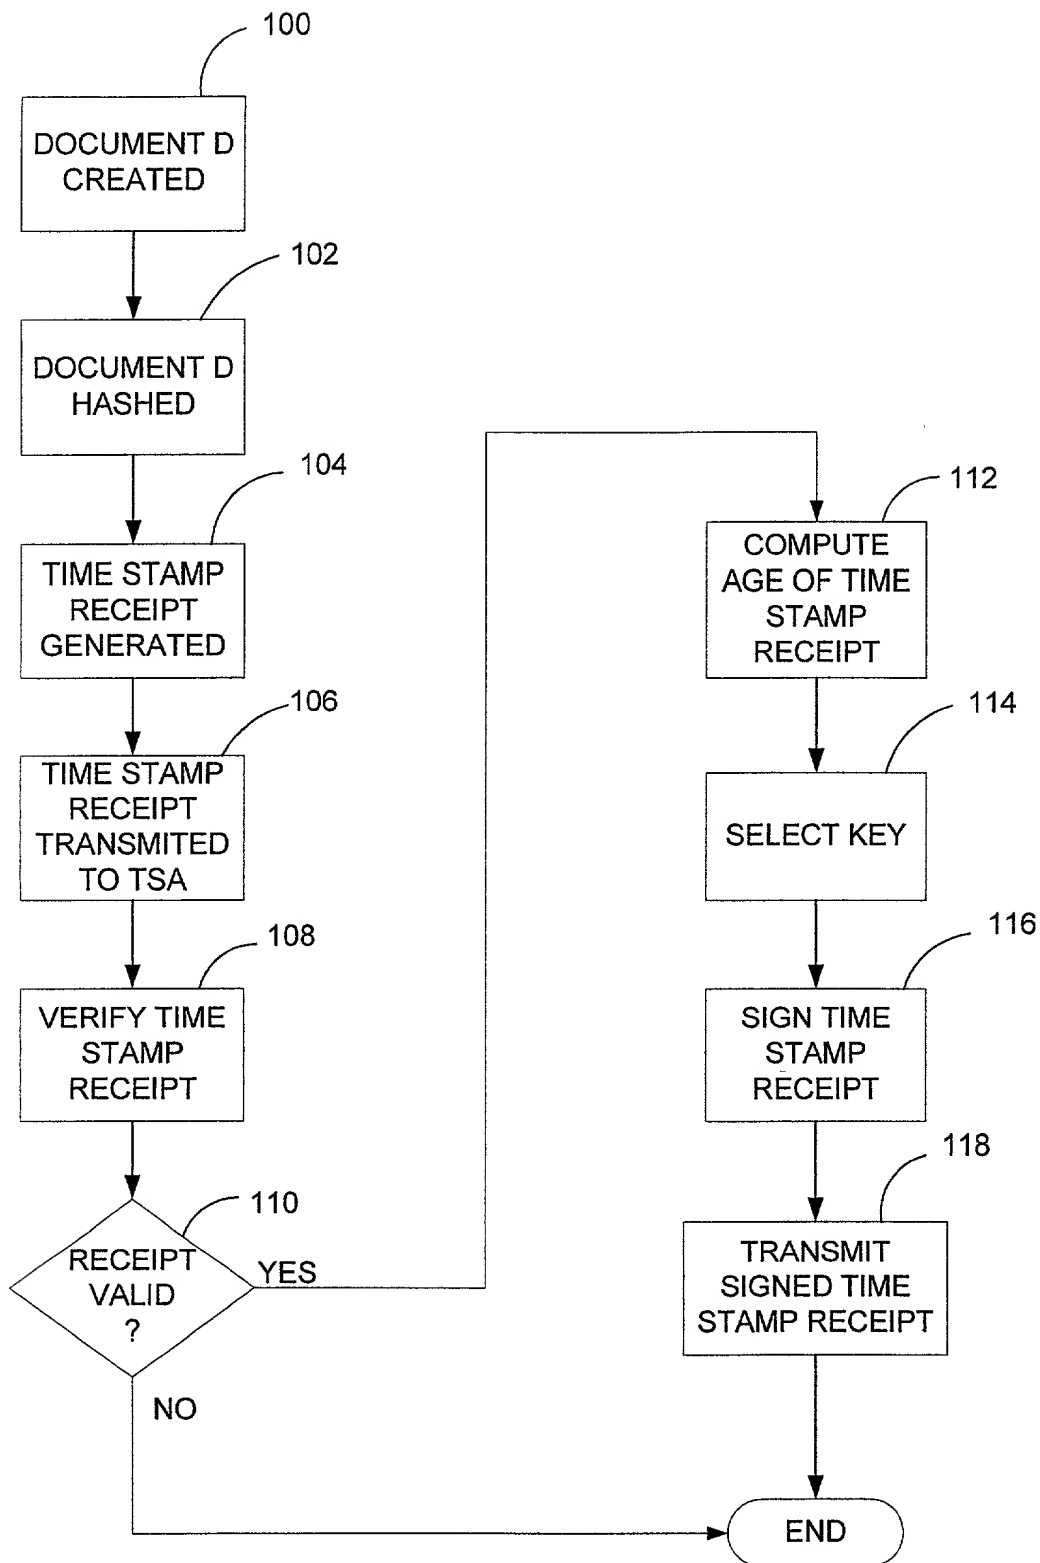 100
DOCUMENT D
CREATED
102
DOCUMENT D
HASHED
104
TIME STAMP
RECEIPT
GENERATED
106
TIME STAMP
RECEIPT
TRANSMITED
TO TSA
108
VERIFY TIME
STAMP
RECEIPT
110
RECEIPT
VALID
?
YES
NO
112
COMPUTE
AGE OF TIME
STAMP
RECEIPT
114
SELECT KEY
116
SIGN TIME
STAMP
RECEIPT
118
TRANSMIT
SIGNED TIME
STAMP RECEIPT
END